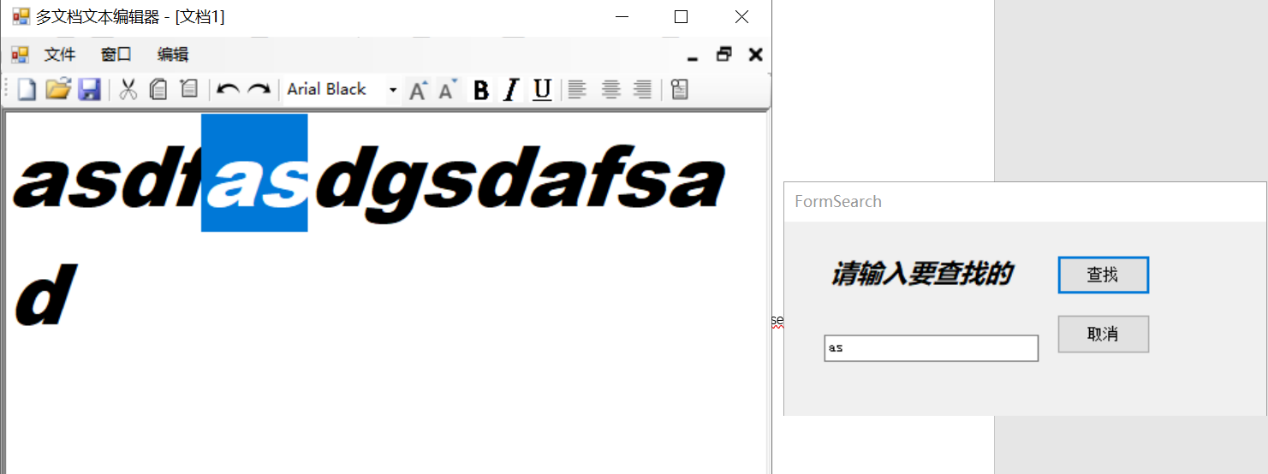 多文档文本编辑器 - [文档1]
文件 窗口 编辑
Arial Black A A B I U
asdfasdgsdafsa
d
se
FormSearch
请输入要查找的
查找
取消
as